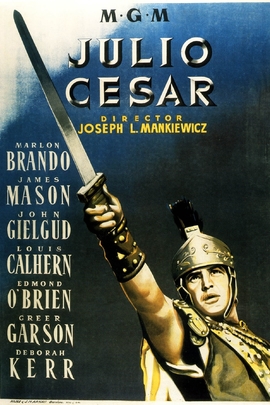 M·G·M
JULIO
CESAR
DIRECTOR
JOSEPH L. MANKIEWICZ
MARLON
BRANDO
JAMES
MASON
JOHN
GIELGUD
LOUIS
CALHERN
EDMOND
O'BRIEN
GREER
GARSON
DEBORAH
KERR